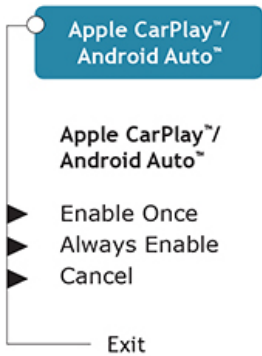 Apple CarPlay™/
Android Auto™
Apple CarPlay™/
Android Auto™
Enable Once
Always Enable
Cancel
Exit